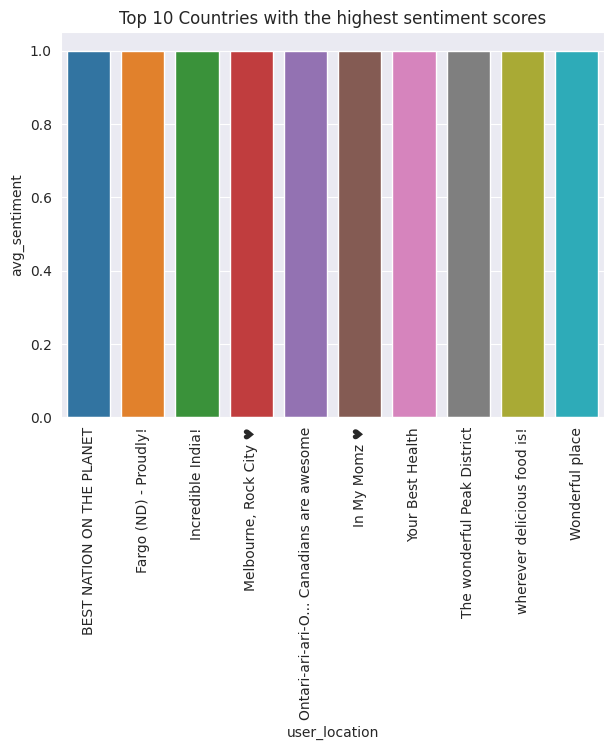 Top 10 Countries with the highest sentiment scores
avg_sentiment
1.0
0.8
0.6
0.4
0.2
0.0
BEST NATION ON THE PLANET
Fargo (ND) - Proudly!
Incredible India!
Melbourne, Rock City ♥
Ontari-ari-ari-O... Canadians are awesome
In My Momz ♥
Your Best Health
The wonderful Peak District
wherever delicious food is!
Wonderful place
user_location